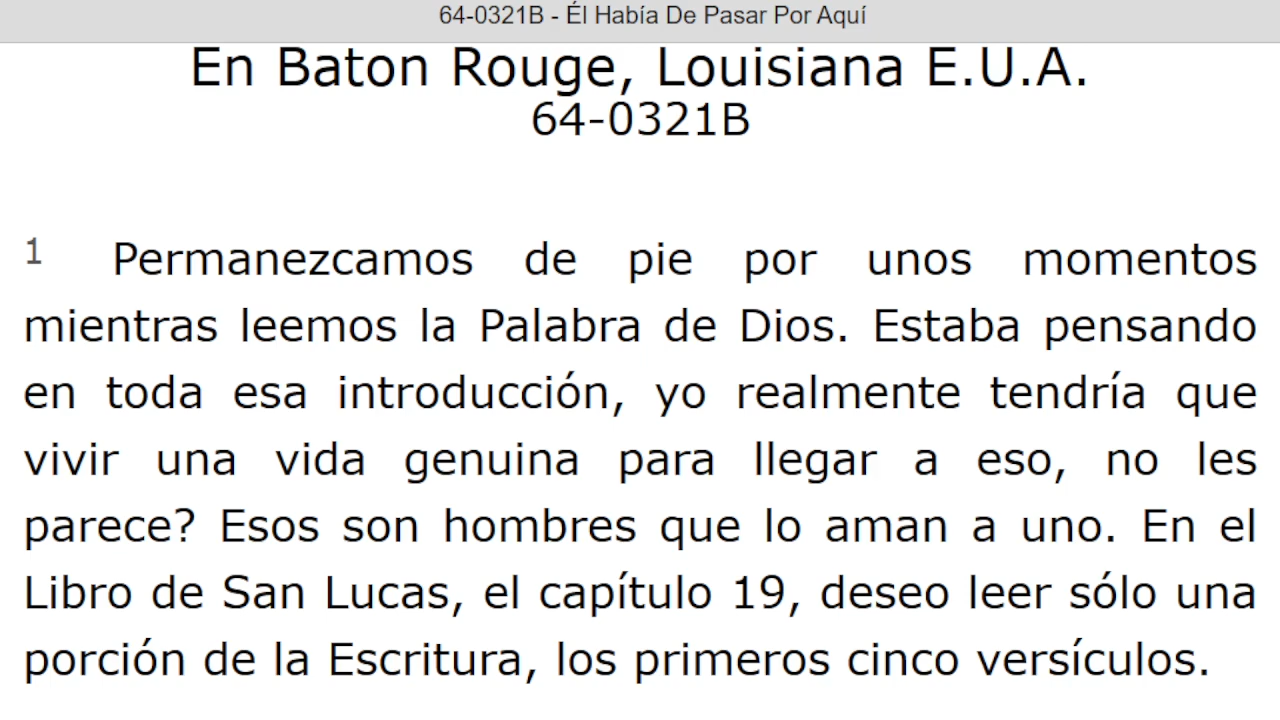 64-0321B - Él Había De Pasar Por Aquí
En Baton Rouge, Louisiana E.U.A.
64-0321B
1 Permanezcamos de pie por unos momentos
mientras leemos la Palabra de Dios. Estaba pensando
en toda esa introducción, yo realmente tendría que
vivir una vida genuina para llegar a eso, no les
parece? Esos son hombres que lo aman a uno. En el
Libro de San Lucas, el capítulo 19, deseo leer sólo una
porción de la Escritura, los primeros cinco versículos.